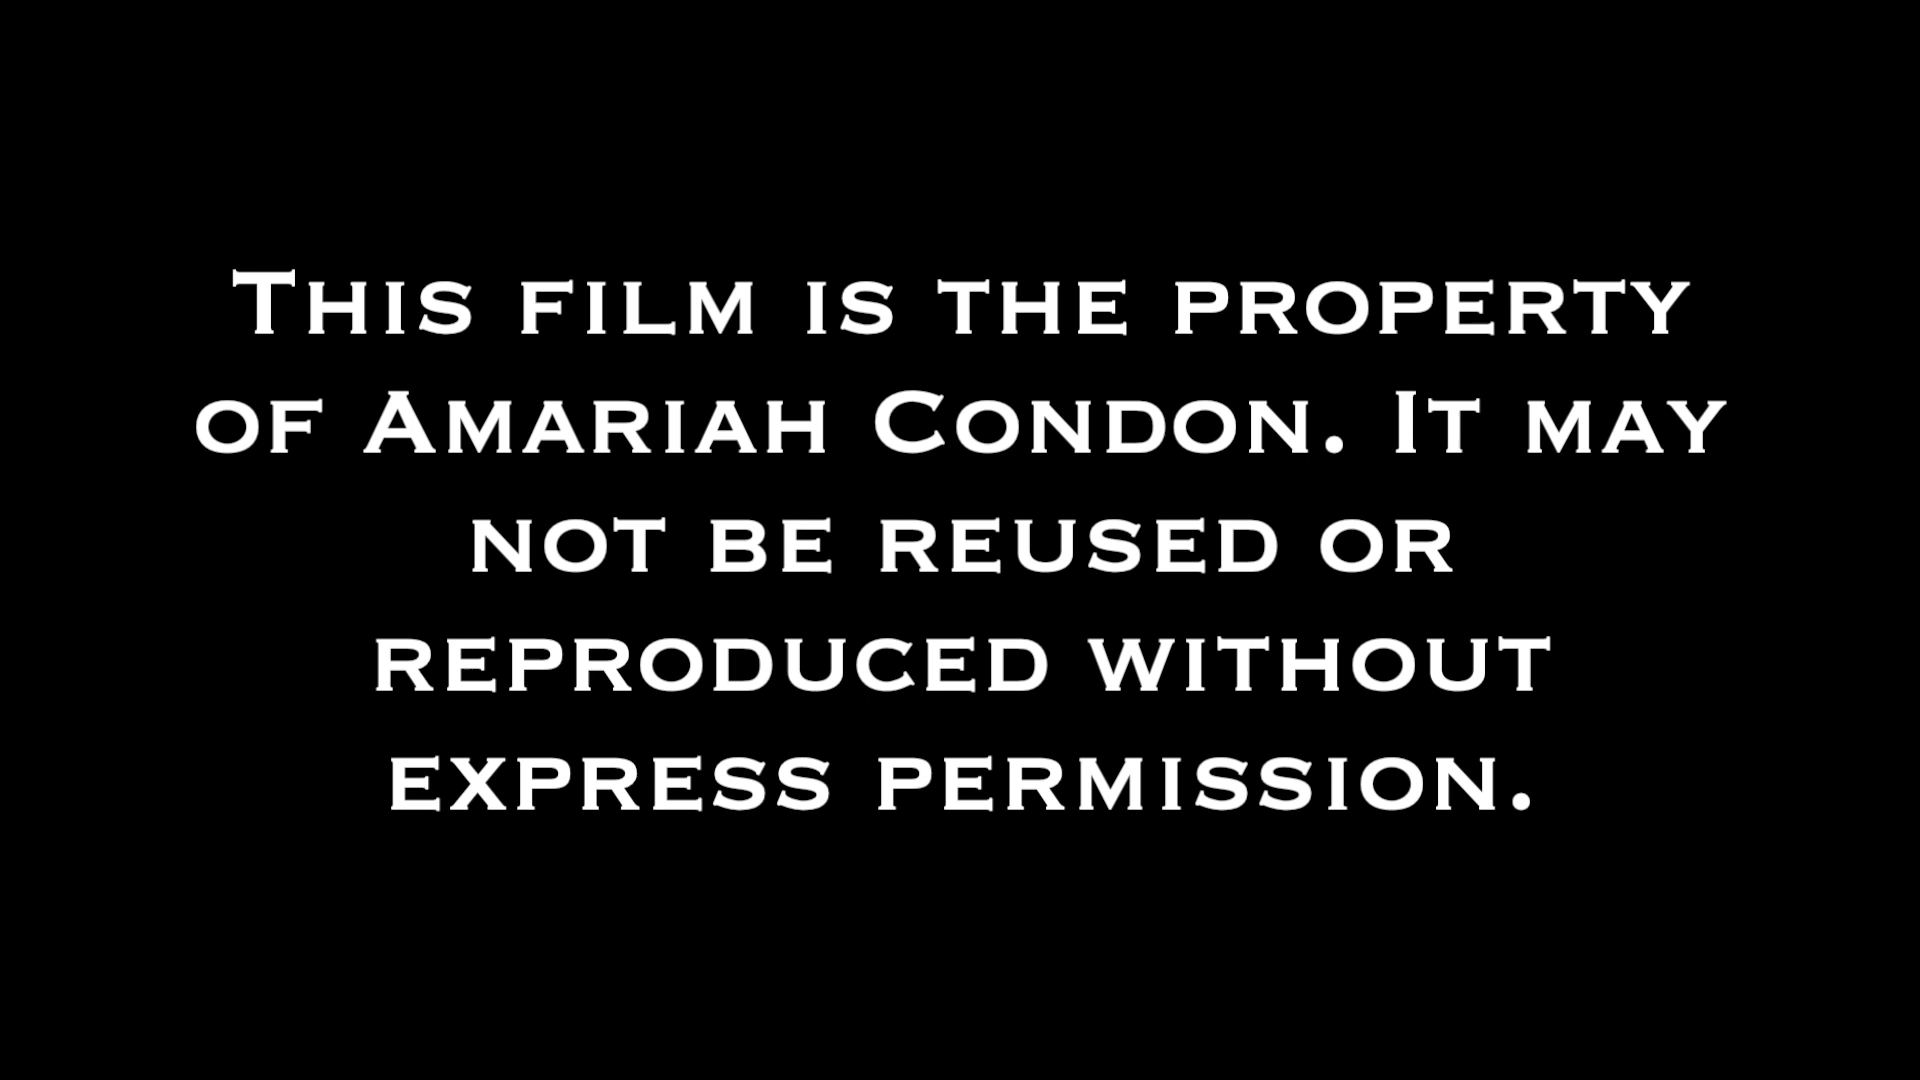 This film is the property
of Amariah Condon. It may
not be reused or
reproduced without
express permission.